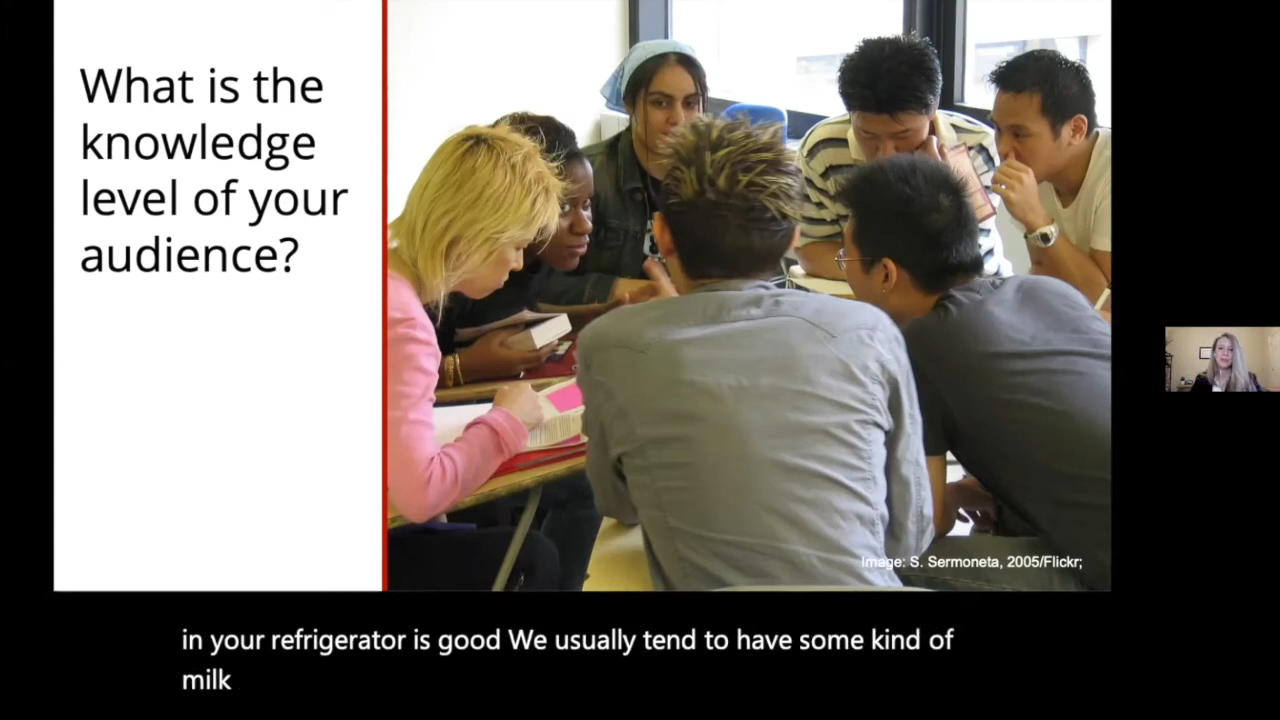 What is the
knowledge
level of your
audience?
Image: S. Sermoneta, 2005/Flickr;
in your refrigerator is good We usually tend to have some kind of
milk